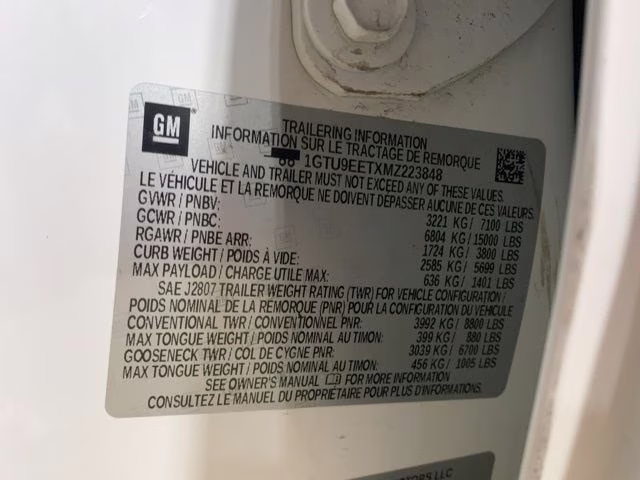 GM
TRAILERING INFORMATION
INFORMATION SUR LE TRACTAGE DE REMORQUE
1GTU9EETXMZ223848
VEHICLE AND TRAILER MUST NOT EXCEED ANY OF THESE VALUES.
LE VÉHICULE ET LA REMORQUE NE DOIVENT DÉPASSER AUCUNE DE CES VALEURS.
GVWR / PNBV: 3221 KG / 7100 LBS
GCWR / PNBC: 6804 KG / 15000 LBS
RGAWR / PNBE ARR: 1724 KG / 3800 LBS
CURB WEIGHT / POIDS À VIDE: 2585 KG / 5699 LBS
MAX PAYLOAD / CHARGE UTILE MAX: 636 KG / 1401 LBS
SAE J2807 TRAILER WEIGHT RATING (TWR) FOR VEHICLE CONFIGURATION /
POIDS NOMINAL DE LA REMORQUE (PNR) POUR LA CONFIGURATION DU VÉHICULE
CONVENTIONAL TWR / CONVENTIONNEL PNR: 3992 KG / 8800 LBS
MAX TONGUE WEIGHT / POIDS NOMINAL AU TIMON: 399 KG / 880 LBS
GOOSENECK TWR / COL DE CYGNE PNR: 3039 KG / 6700 LBS
MAX TONGUE WEIGHT / POIDS NOMINAL AU TIMON: 456 KG / 1005 LBS
SEE OWNER'S MANUAL FOR MORE INFORMATION
CONSULTEZ LE MANUEL DU PROPRIÉTAIRE POUR PLUS D'INFORMATIONS.
LLC